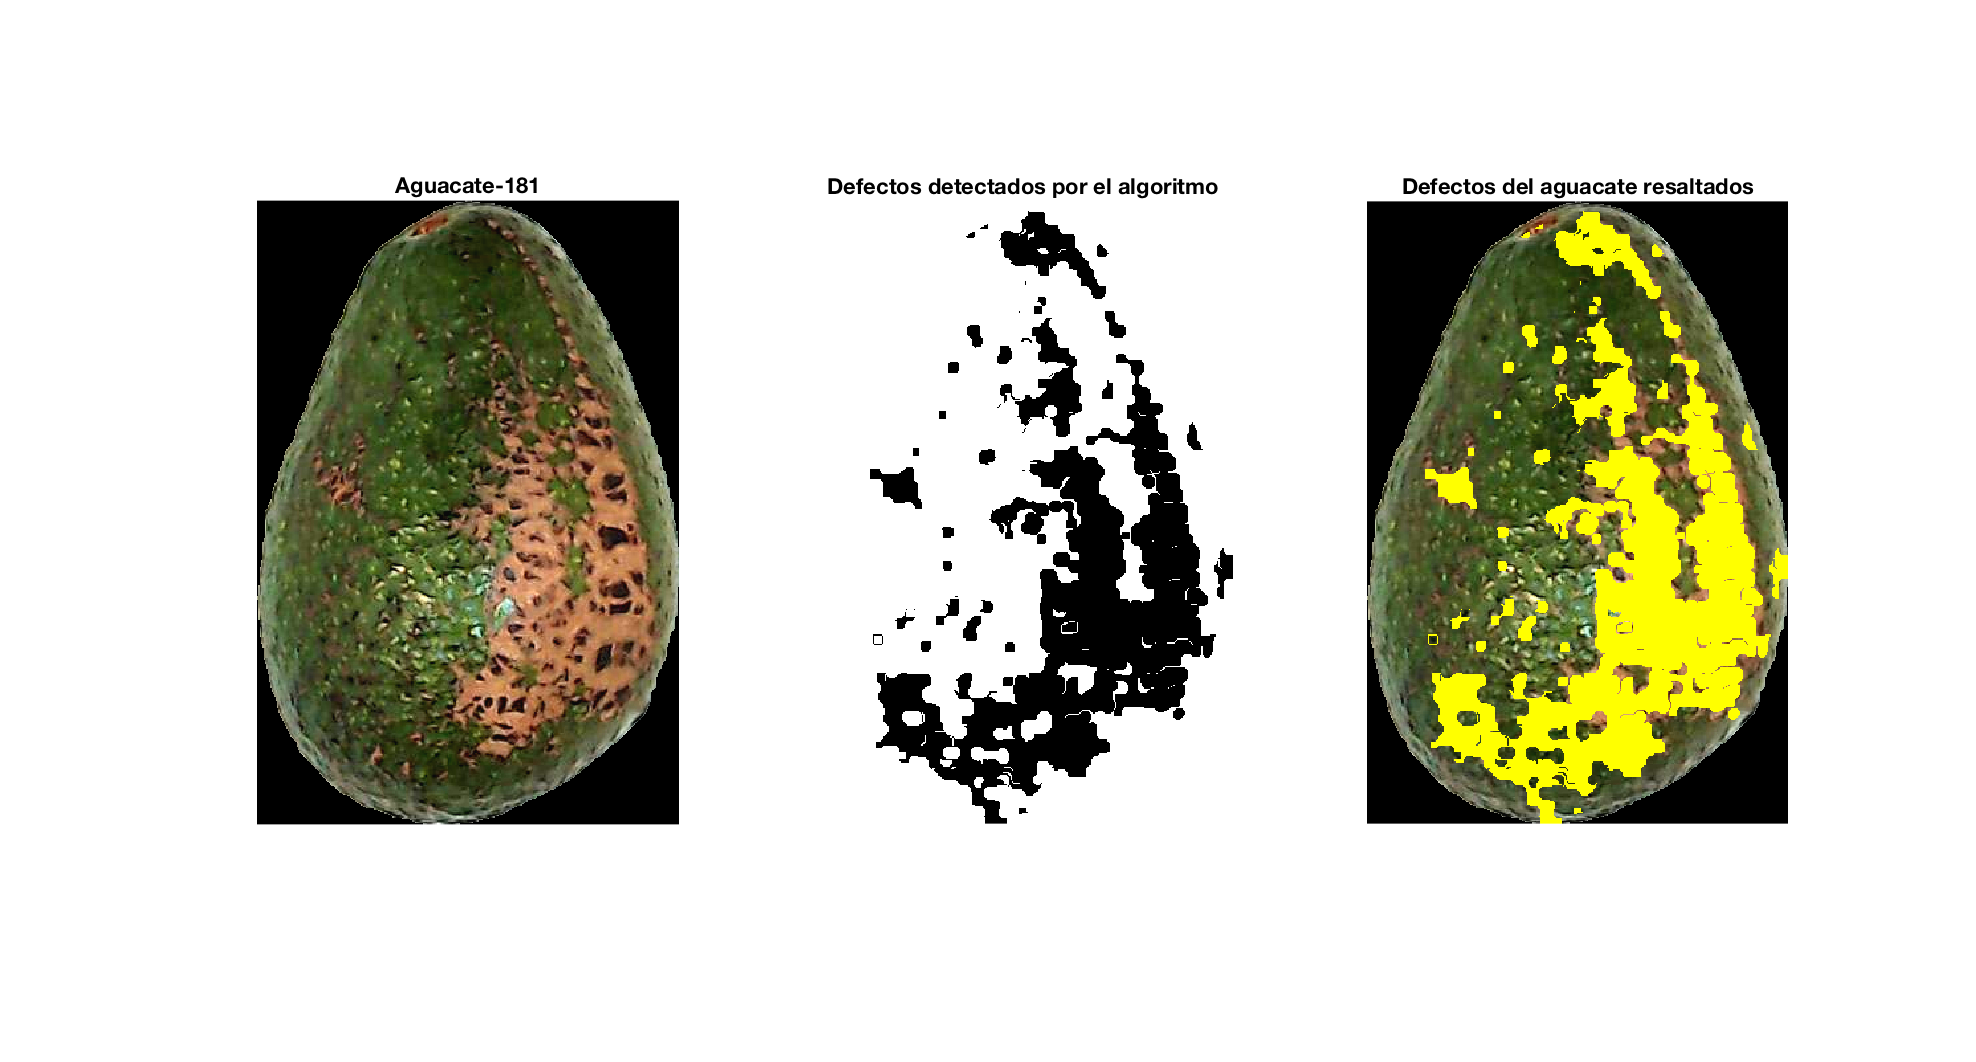 Aguacate-181
Defectos detectados por el algoritmo
Defectos del aguacate resaltados